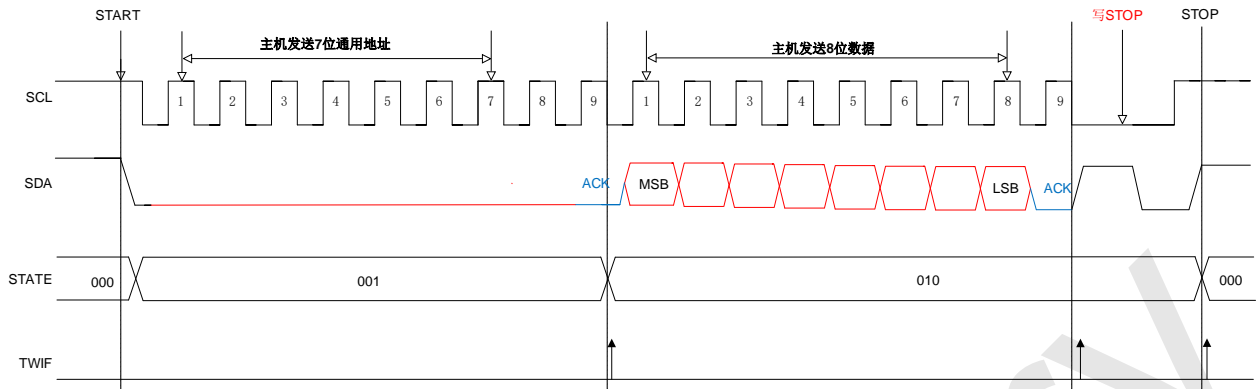 START
写STOP
STOP
主机发送7位通用地址
主机发送8位数据
SCL
1 2 3 4 5 6 7 8 9 1 2 3 4 5 6 7 8 9
SDA
ACK MSB LSB ACK
STATE 000 001 010 000
TWIF